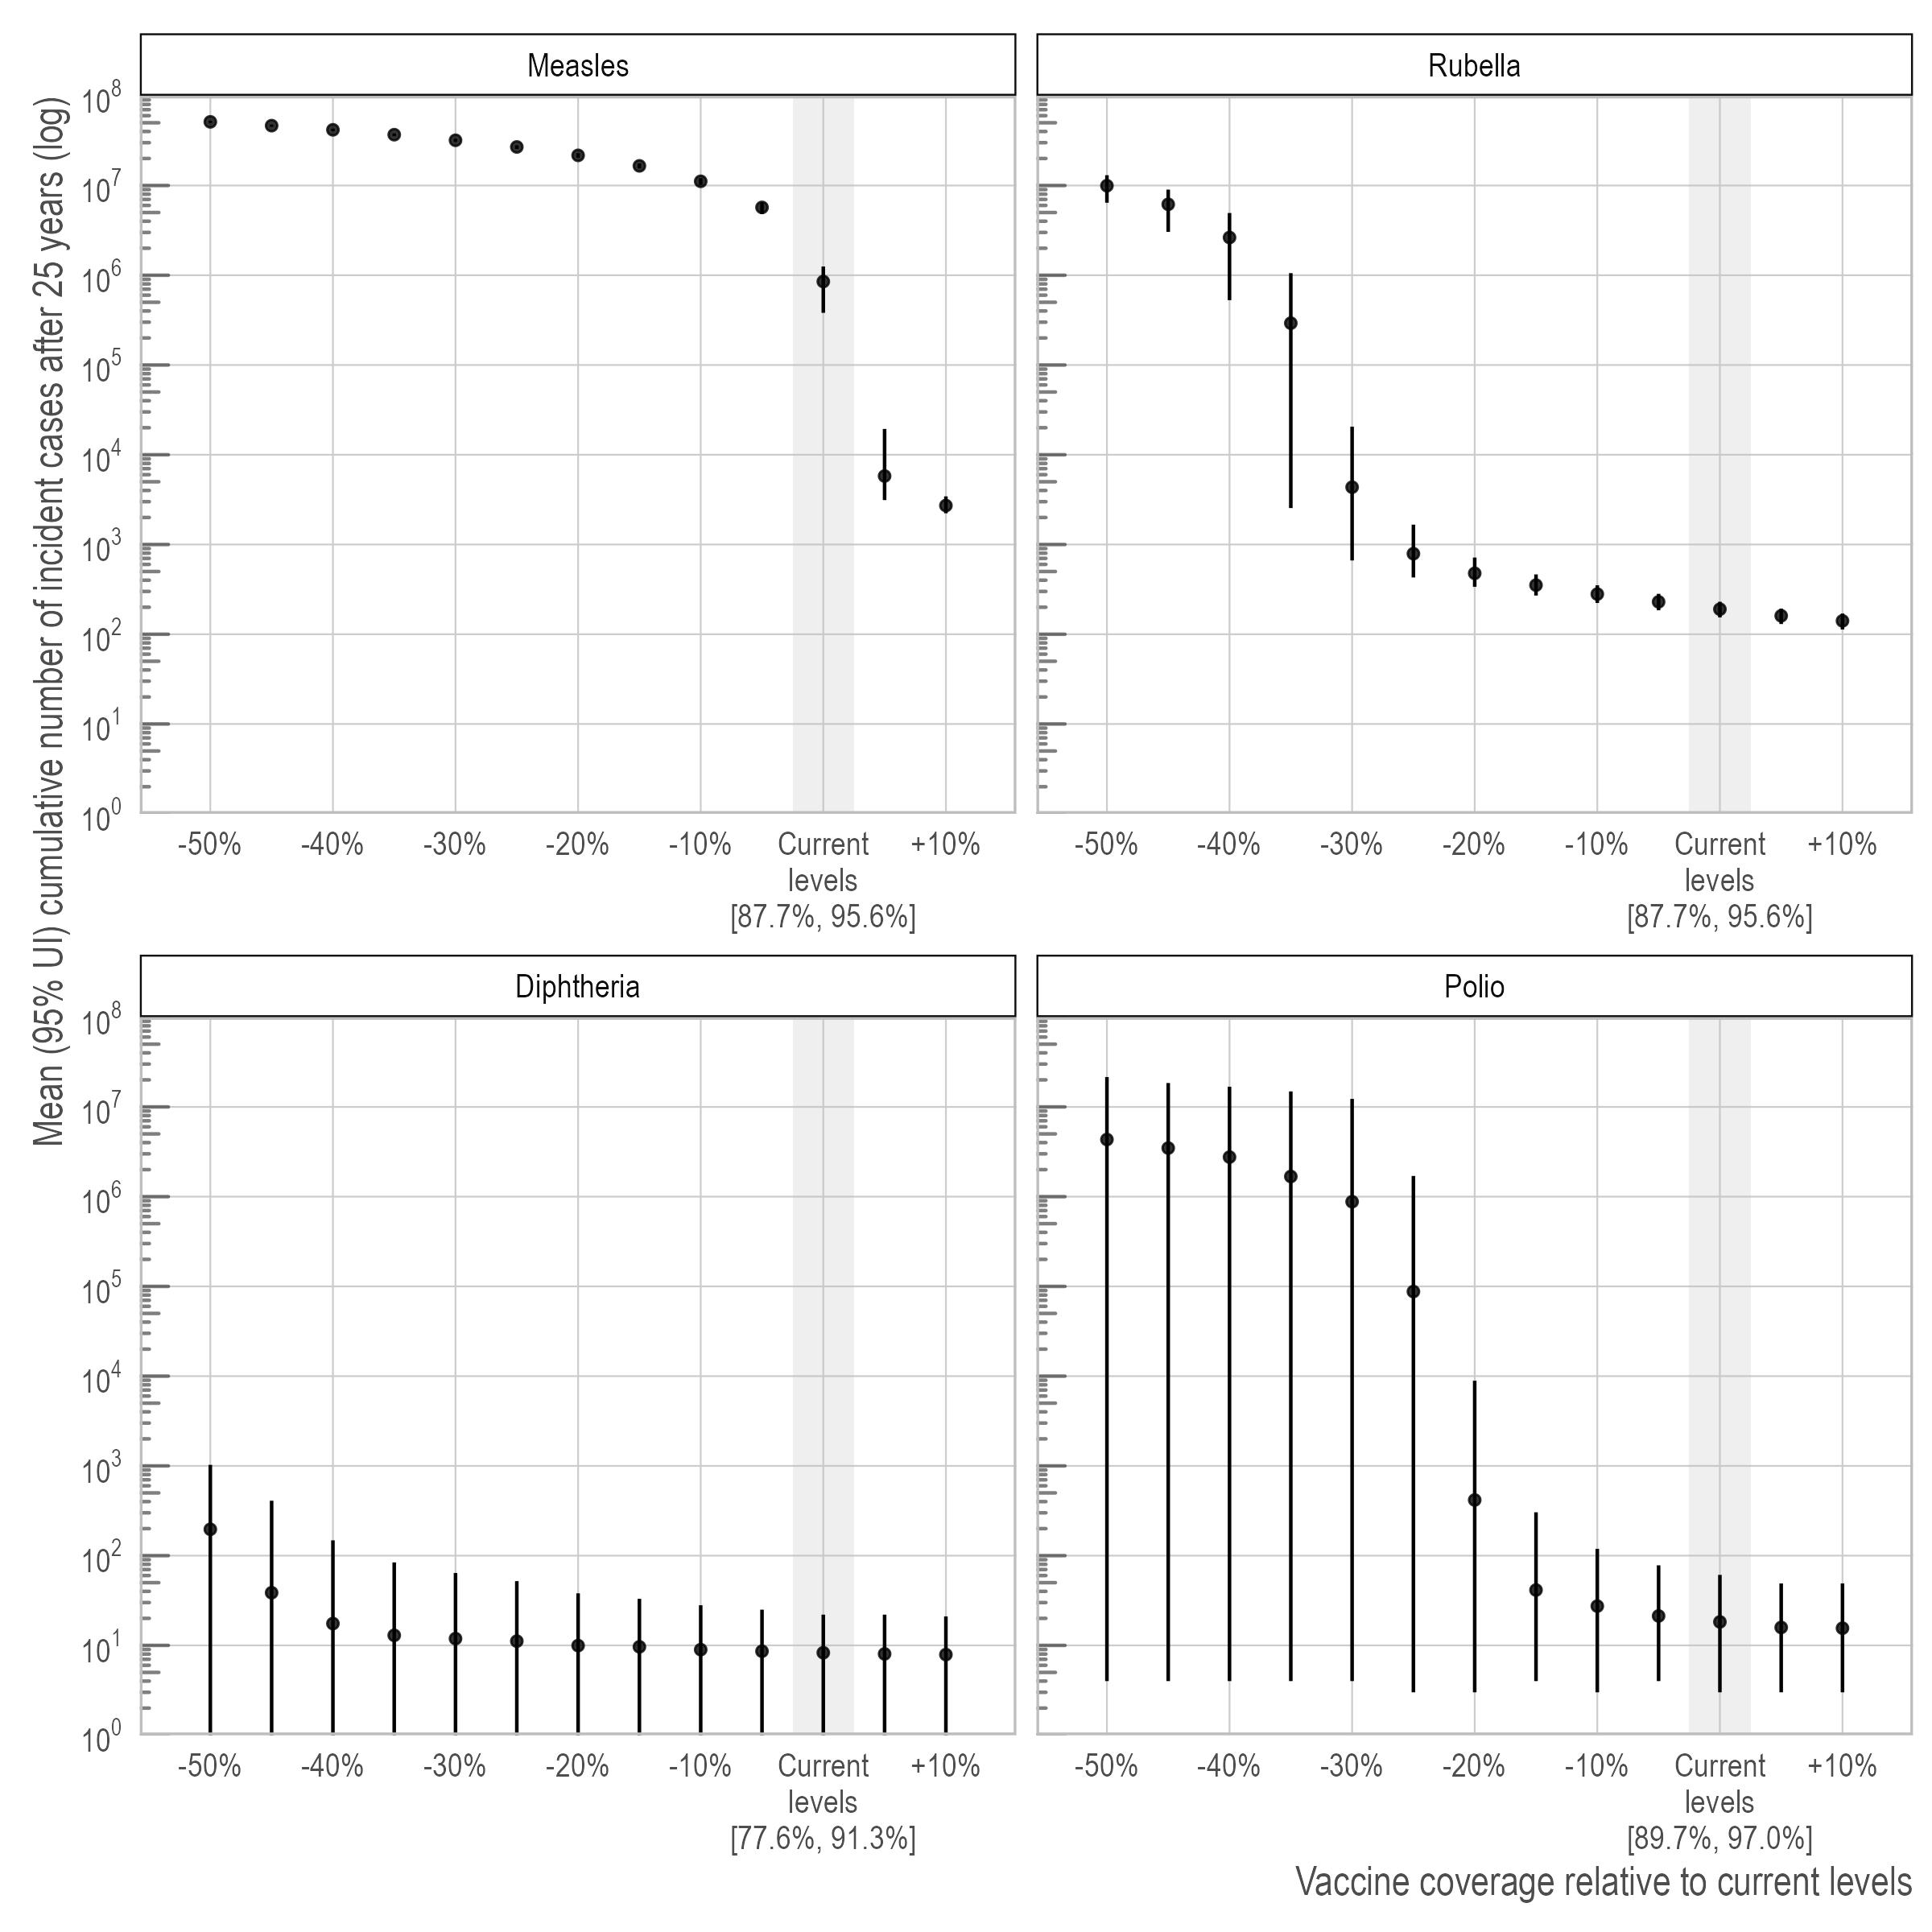 Mean (95% UI) cumulative number of incident cases after 25 years (log)
Measles
10^8
10^7
10^6
10^5
10^4
10^3
10^2
10^1
10^0
-50% -40% -30% -20% -10% Current +10%
levels
[87.7%, 95.6%]
Rubella
-50% -40% -30% -20% -10% Current +10%
levels
[87.7%, 95.6%]
Diphtheria
10^8
10^7
10^6
10^5
10^4
10^3
10^2
10^1
10^0
-50% -40% -30% -20% -10% Current +10%
levels
[77.6%, 91.3%]
Polio
-50% -40% -30% -20% -10% Current +10%
levels
[89.7%, 97.0%]
Vaccine coverage relative to current levels